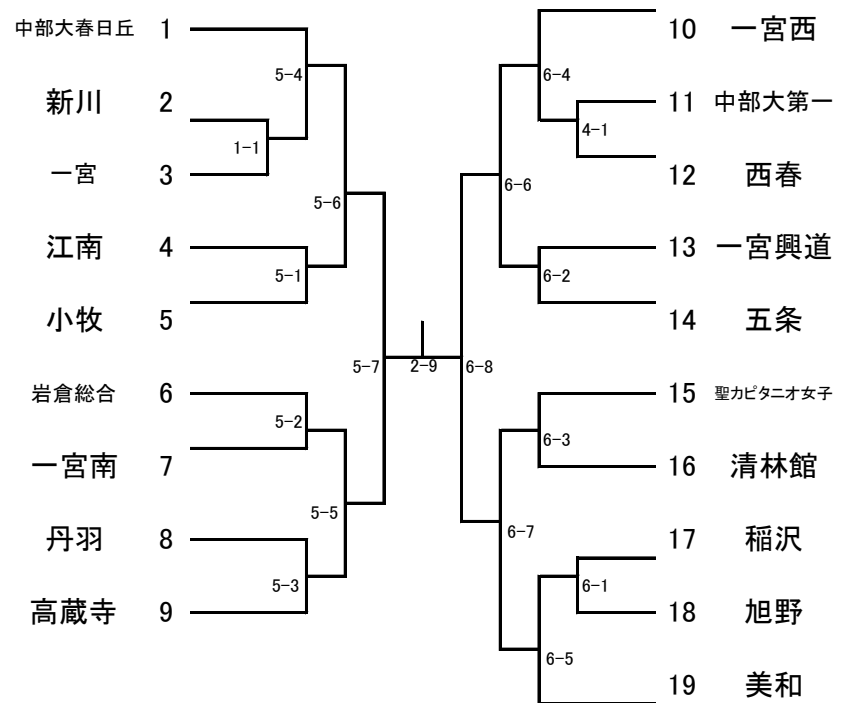 中部大春日丘 1
新川 2
一宮 3
江南 4
小牧 5
岩倉総合 6
一宮南 7
丹羽 8
高蔵寺 9
5-4
1-1
5-6
5-1
5-7
5-2
5-5
5-3
2-9
6-4
4-1
6-6
6-2
6-8
6-3
6-7
6-1
6-5
10 一宮西
11 中部大第一
12 西春
13 一宮興道
14 五条
15 聖カピタニオ女子
16 清林館
17 稲沢
18 旭野
19 美和